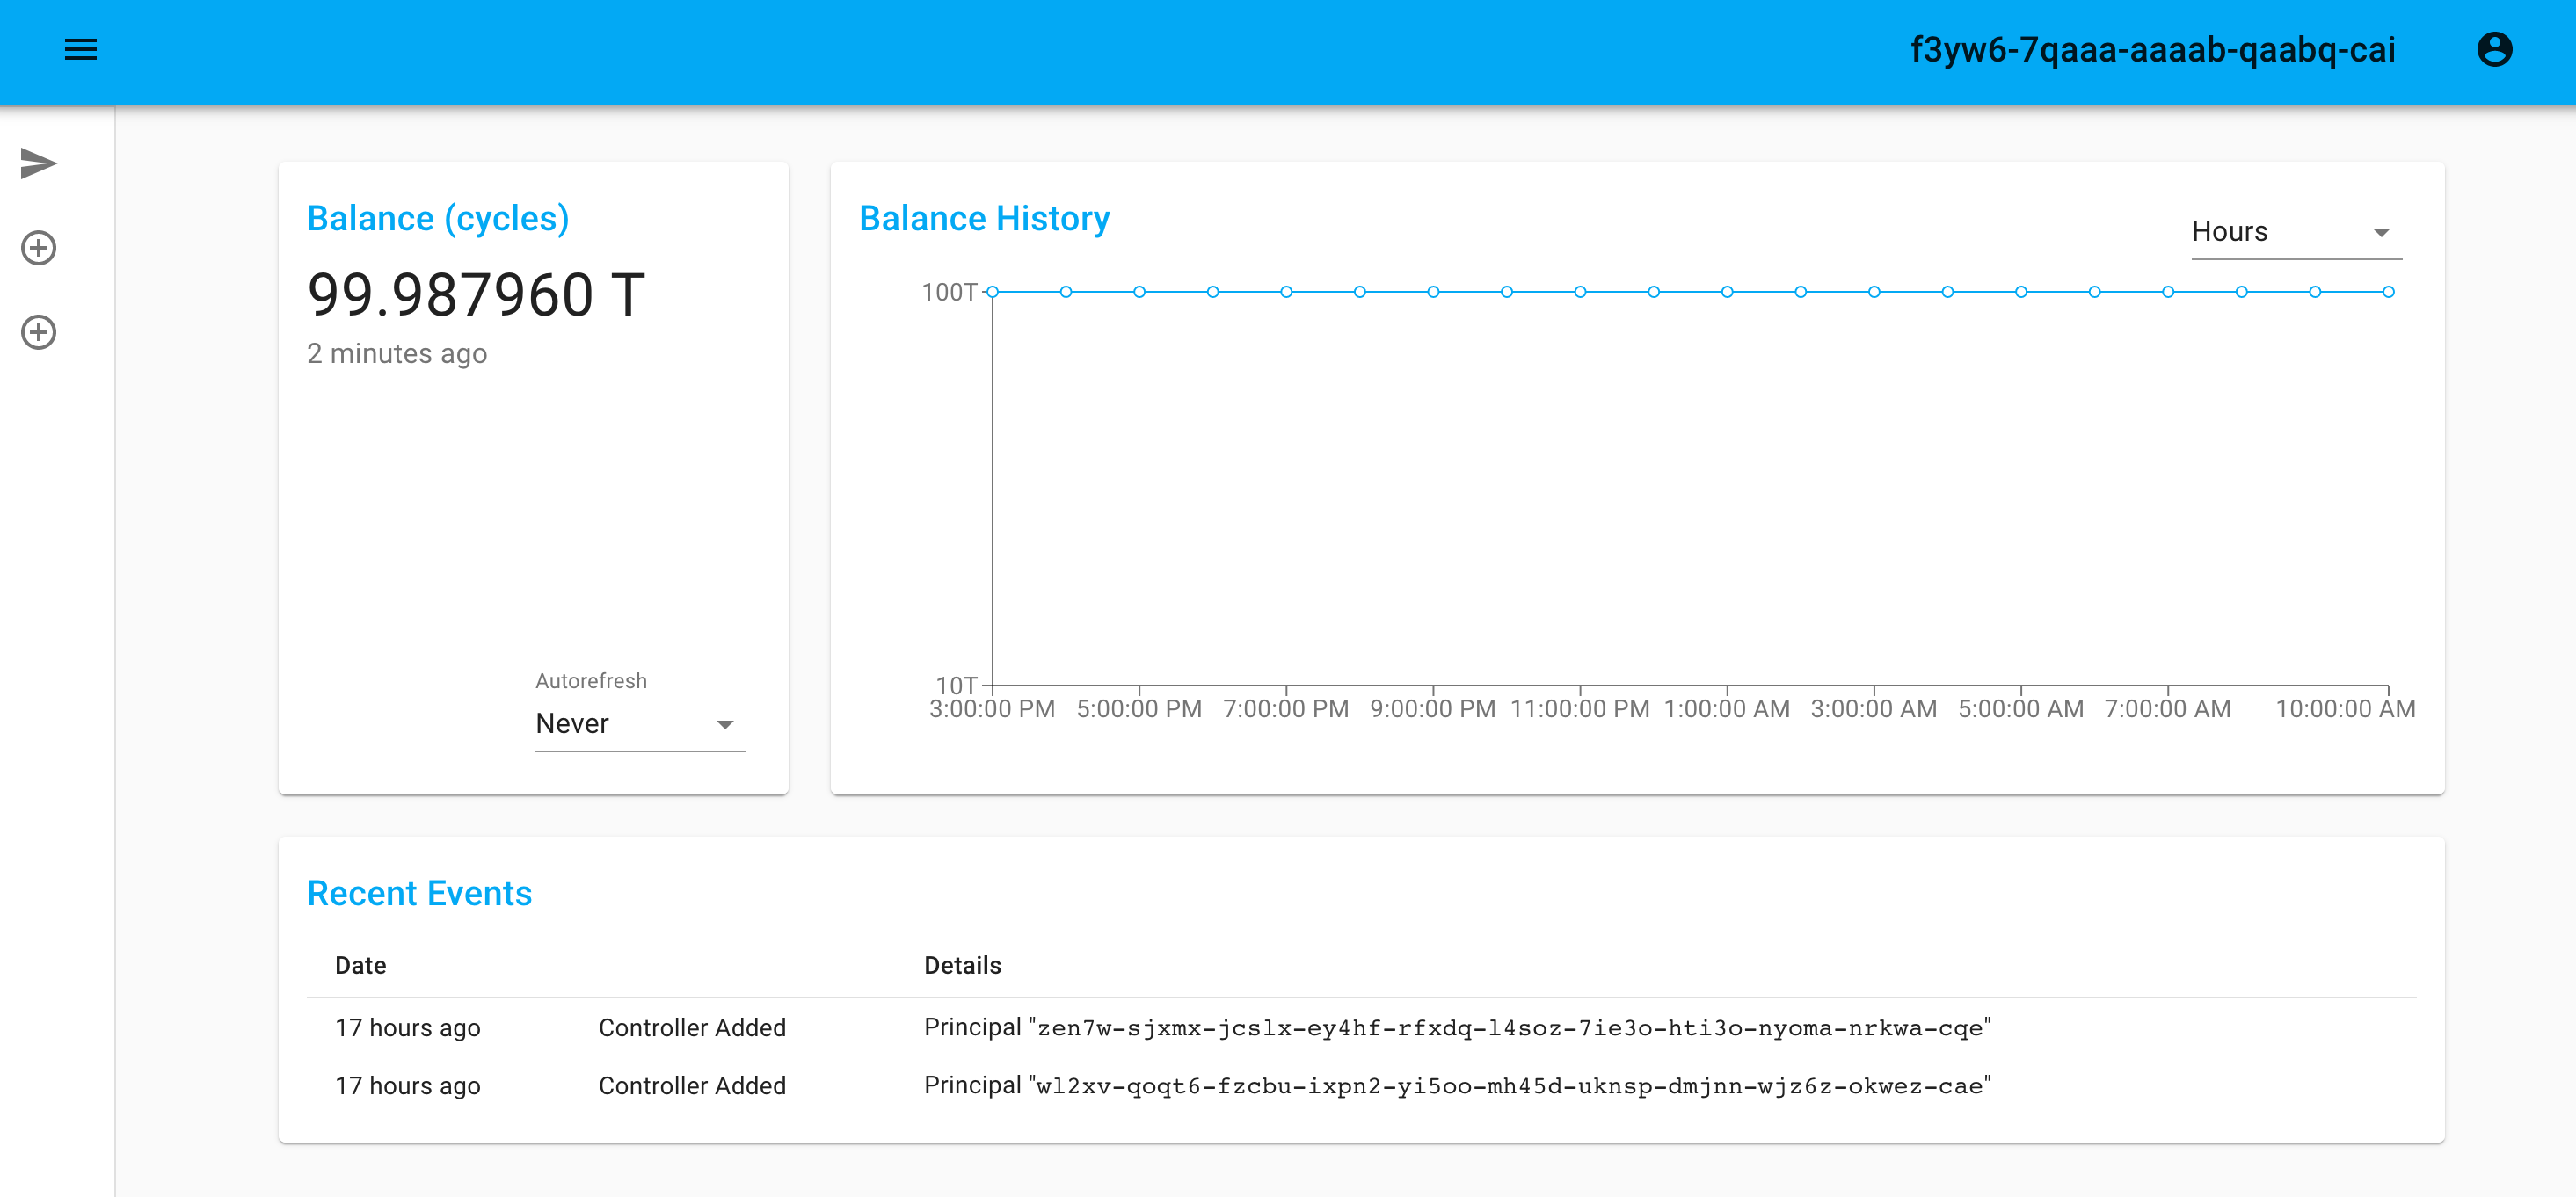 f3yw6-7qaaa-aaaab-qaabq-cai
Balance (cycles)
99.987960 T
2 minutes ago
Autorefresh
Never
Balance History
Hours
100T
10T
3:00:00 PM 5:00:00 PM 7:00:00 PM 9:00:00 PM 11:00:00 PM 1:00:00 AM 3:00:00 AM 5:00:00 AM 7:00:00 AM 10:00:00 AM
Recent Events
Date Details
17 hours ago Controller Added Principal "zen7w-sjxmx-jcslx-ey4hf-rfxdq-l4soz-7ie3o-hti3o-nyoma-nrkwa-cqe"
17 hours ago Controller Added Principal "wl2xv-qoqt6-fzcbu-ixpn2-yi5oo-mh45d-uknsp-dmjnn-wjz6z-okwez-cae"